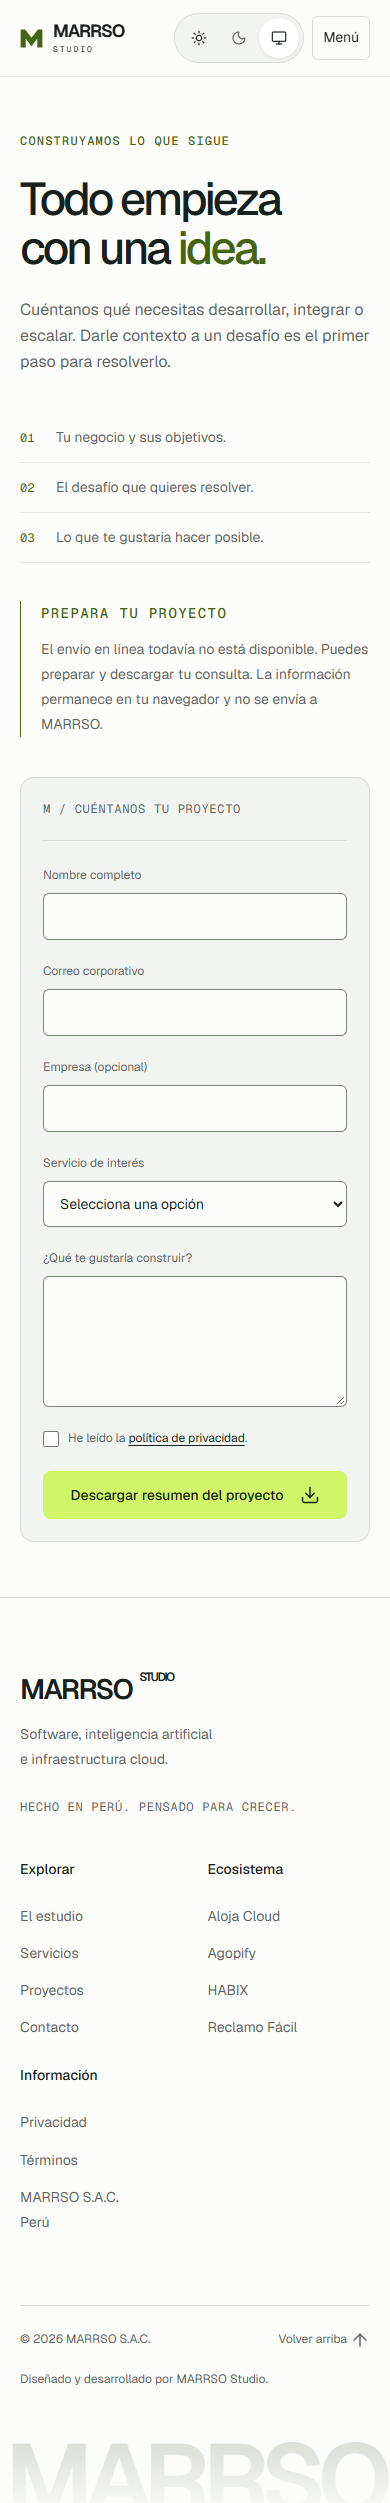 MARRSO
STUDIO
Menú
CONSTRUYAMOS LO QUE SIGUE
Todo empieza
con una idea.
Cuéntanos qué necesitas desarrollar, integrar o
escalar. Darle contexto a un desafío es el primer
paso para resolverlo.
01 Tu negocio y sus objetivos.
02 El desafío que quieres resolver.
03 Lo que te gustaría hacer posible.
PREPARA TU PROYECTO
El envío en línea todavía no está disponible. Puedes
preparar y descargar tu consulta. La información
permanece en tu navegador y no se envía a
MARRSO.
M / CUÉNTANOS TU PROYECTO
Nombre completo
Correo corporativo
Empresa (opcional)
Servicio de interés
Selecciona una opción
¿Qué te gustaría construir?
He leído la política de privacidad.
Descargar resumen del proyecto
MARRSO STUDIO
Software, inteligencia artificial
e infraestructura cloud.
HECHO EN PERÚ. PENSADO PARA CRECER.
Explorar
El estudio
Servicios
Proyectos
Contacto
Ecosistema
Aloja Cloud
Agopify
HABIX
Reclamo Fácil
Información
Privacidad
Términos
MARRSO S.A.C.
Perú
© 2026 MARRSO S.A.C.
Volver arriba
Diseñado y desarrollado por MARRSO Studio.
MARRSO